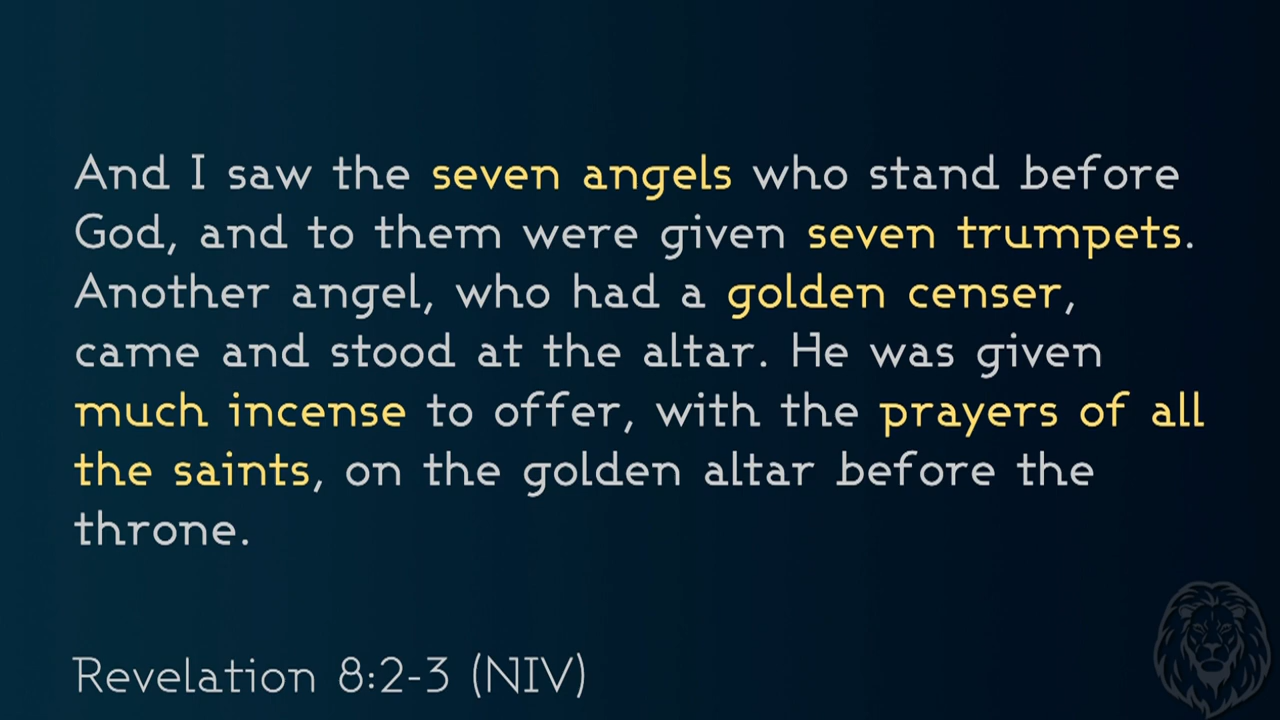 And I saw the seven angels who stand before
God, and to them were given seven trumpets.
Another angel, who had a golden censer,
came and stood at the altar. He was given
much incense to offer, with the prayers of all
the saints, on the golden altar before the
throne.
Revelation 8:2-3 (NIV)